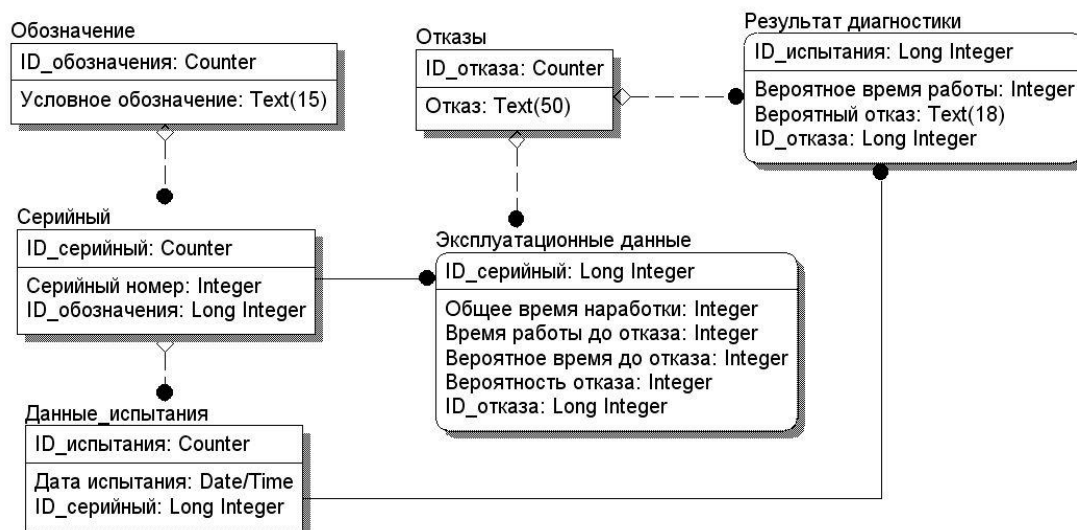 Обозначение
ID_обозначения: Counter
Условное обозначение: Text(15)
Отказы
ID_отказа: Counter
Отказ: Text(50)
Результат диагностики
ID_испытания: Long Integer
Вероятное время работы: Integer
Вероятный отказ: Text(18)
ID_отказа: Long Integer
Серийный
ID_серийный: Counter
Серийный номер: Integer
ID_обозначения: Long Integer
Эксплуатационные данные
ID_серийный: Long Integer
Общее время наработки: Integer
Время работы до отказа: Integer
Вероятное время до отказа: Integer
Вероятность отказа: Integer
ID_отказа: Long Integer
Данные_испытания
ID_испытания: Counter
Дата испытания: Date/Time
ID_серийный: Long Integer